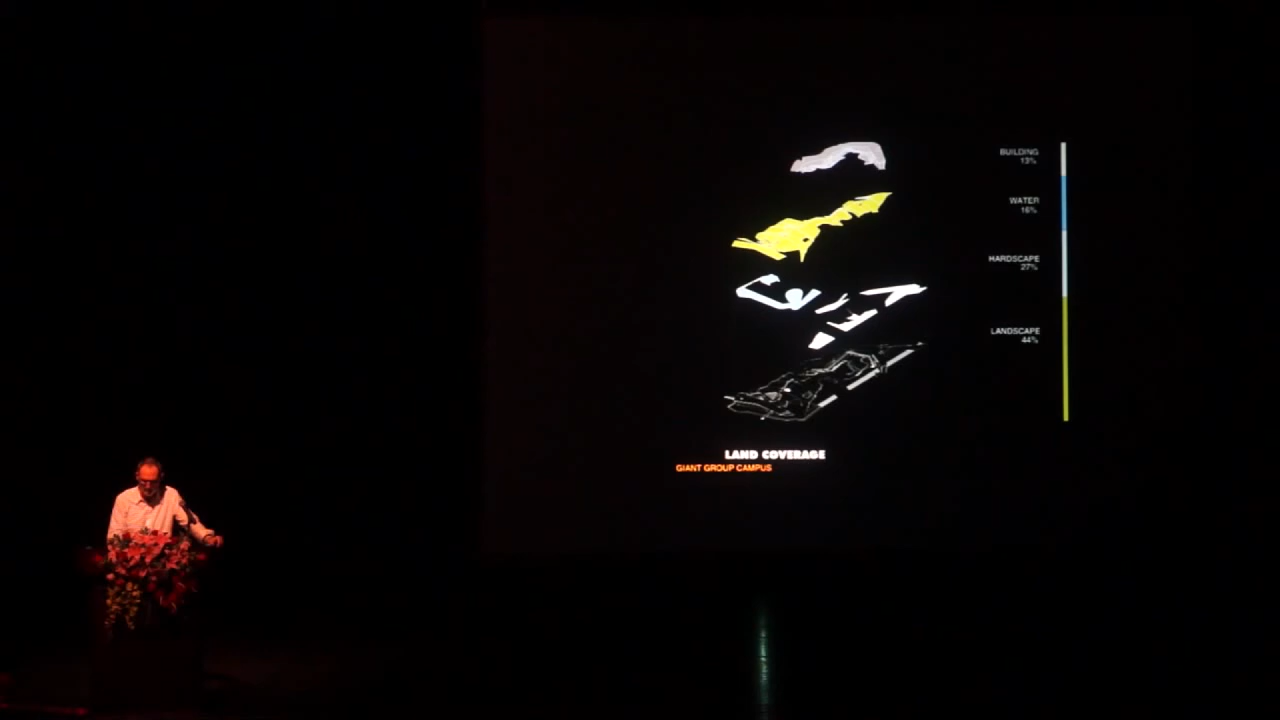 BUILDING
13%
WATER
16%
HARDSCAPE
27%
LANDSCAPE
44%
LAND COVERAGE
GIANT GROUP CAMPUS